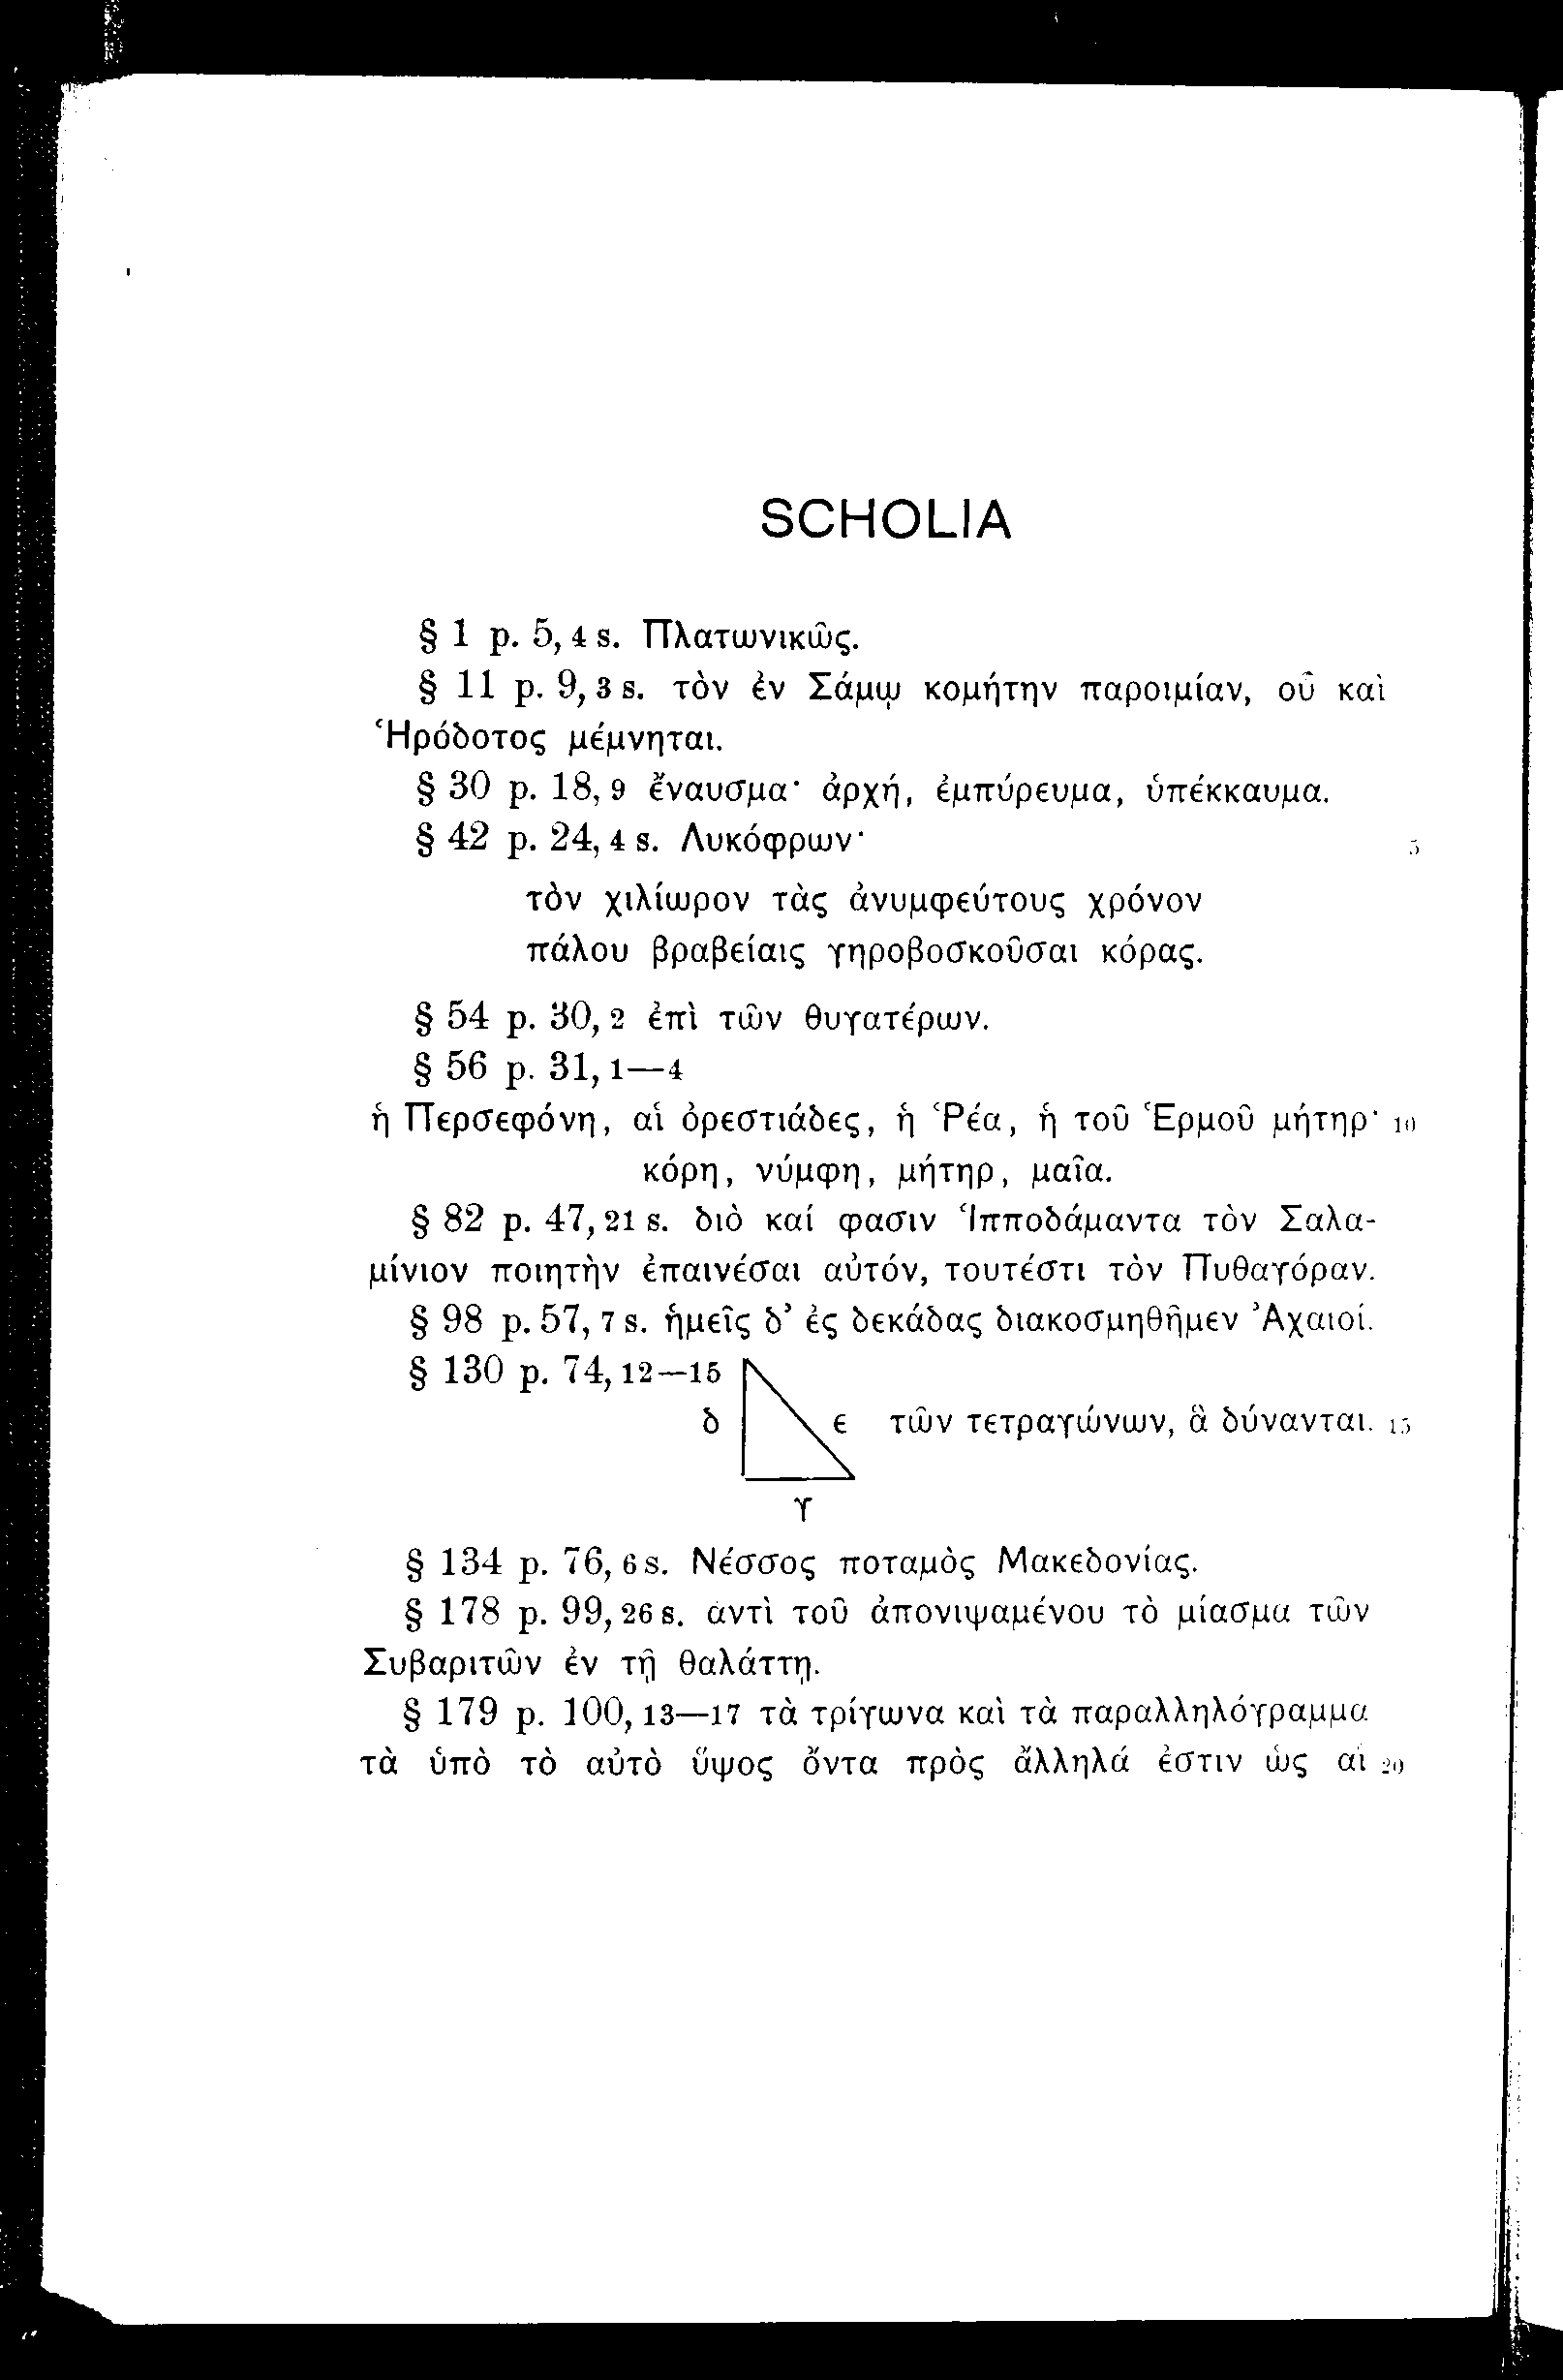 SCHOLIA
§ 1 p. 5, 4 s. Πλατωνικῶς.
§ 11 p. 9, 3 s. τὸν ἐν Σάμῳ κομήτην παροιμίαν, οὗ καὶ
Ἡρόδοτος μέμνηται.
§ 30 p. 18, 9 ἔναυσμα· ἀρχή, ἐμπύρευμα, ὑπέκκαυμα.
§ 42 p. 24, 4 s. Λυκόφρων· 5
τὸν χιλίωρον τὰς ἀνυμφεύτους χρόνον
πάλου βραβείαις γηροβοσκοῦσαι κόρας.
§ 54 p. 30, 2 ἐπὶ τῶν θυγατέρων.
§ 56 p. 31, 1—4
ἡ Περσεφόνη, αἱ ὀρεστιάδες, ἡ Ῥέα, ἡ τοῦ Ἑρμοῦ μήτηρ· 10
κόρη, νύμφη, μήτηρ, μαῖα.
§ 82 p. 47, 21 s. διὸ καί φασιν Ἱπποδάμαντα τὸν Σαλα-
μίνιον ποιητὴν ἐπαινέσαι αὐτόν, τουτέστι τὸν Πυθαγόραν.
§ 98 p. 57, 7 s. ἡμεῖς δ᾽ ἐς δεκάδας διακοσμηθῆμεν Ἀχαιοί.
§ 130 p. 74, 12—15
δ ε τῶν τετραγώνων, ἃ δύνανται. 15
γ
§ 134 p. 76, 6 s. Νέσσος ποταμὸς Μακεδονίας.
§ 178 p. 99, 26 s. ἀντὶ τοῦ ἀπονιψαμένου τὸ μίασμα τῶν
Συβαριτῶν ἐν τῇ θαλάττῃ.
§ 179 p. 100, 13—17 τὰ τρίγωνα καὶ τὰ παραλληλόγραμμα
τὰ ὑπὸ τὸ αὐτὸ ὕψος ὄντα πρὸς ἄλληλά ἐστιν ὡς αἱ 20